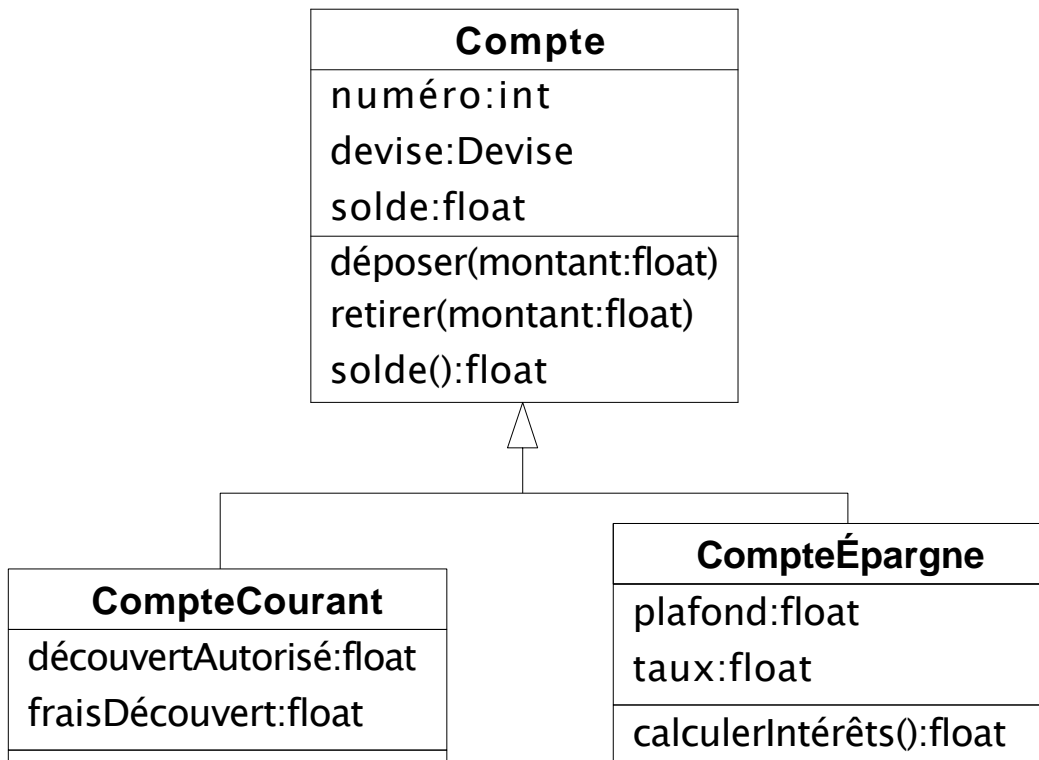 Compte
numéro:int
devise:Devise
solde:float
déposer(montant:float)
retirer(montant:float)
solde():float
CompteCourant
découvertAutorisé:float
fraisDécouvert:float
CompteÉpargne
plafond:float
taux:float
calculerIntérêts():float